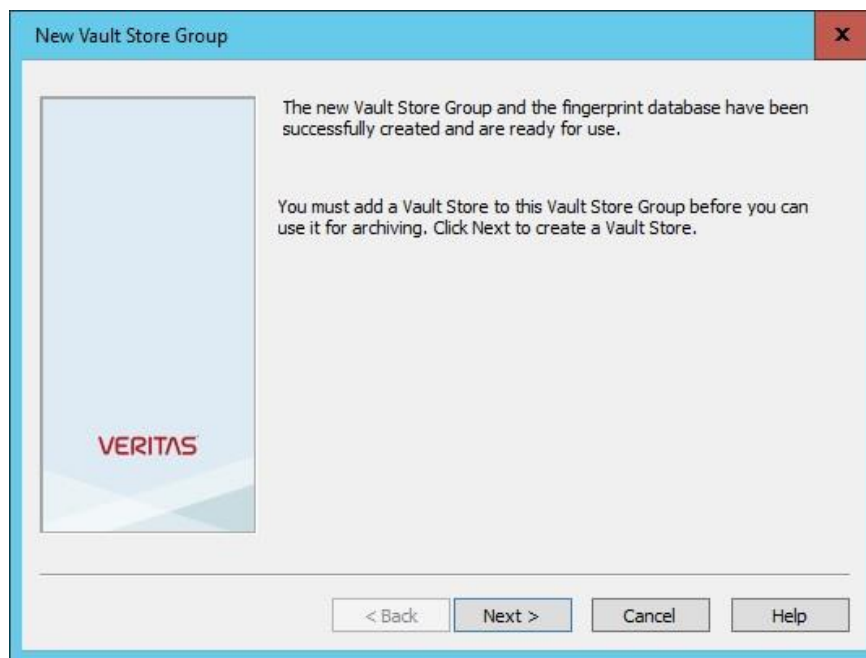 New Vault Store Group
x
The new Vault Store Group and the fingerprint database have been
successfully created and are ready for use.
You must add a Vault Store to this Vault Store Group before you can
use it for archiving. Click Next to create a Vault Store.
VERITAS
< Back
Next >
Cancel
Help